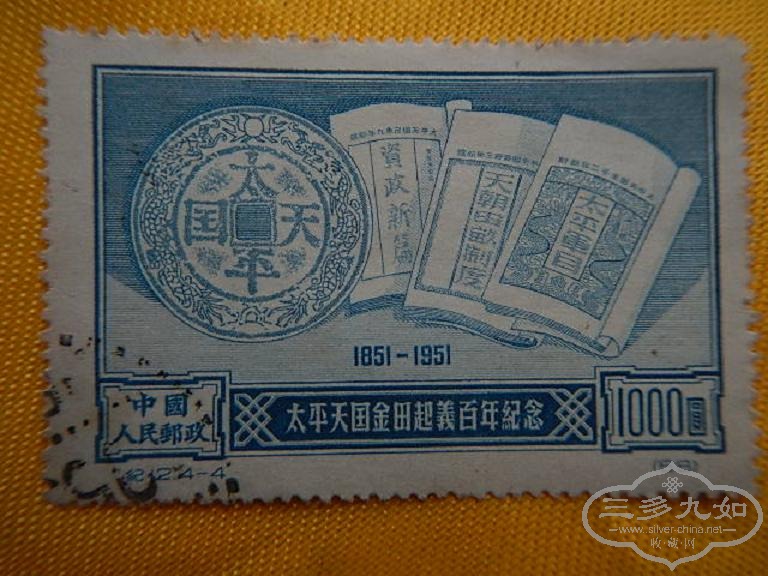 太
平
天
囯
資政新篇
天朝田畝制度
太平軍目
1851-1951
中國
人民郵政
太平天囯金田起義百年紀念
1000圓
紀12.4-4
三多九如
www.silver-china.net
收·藏·网